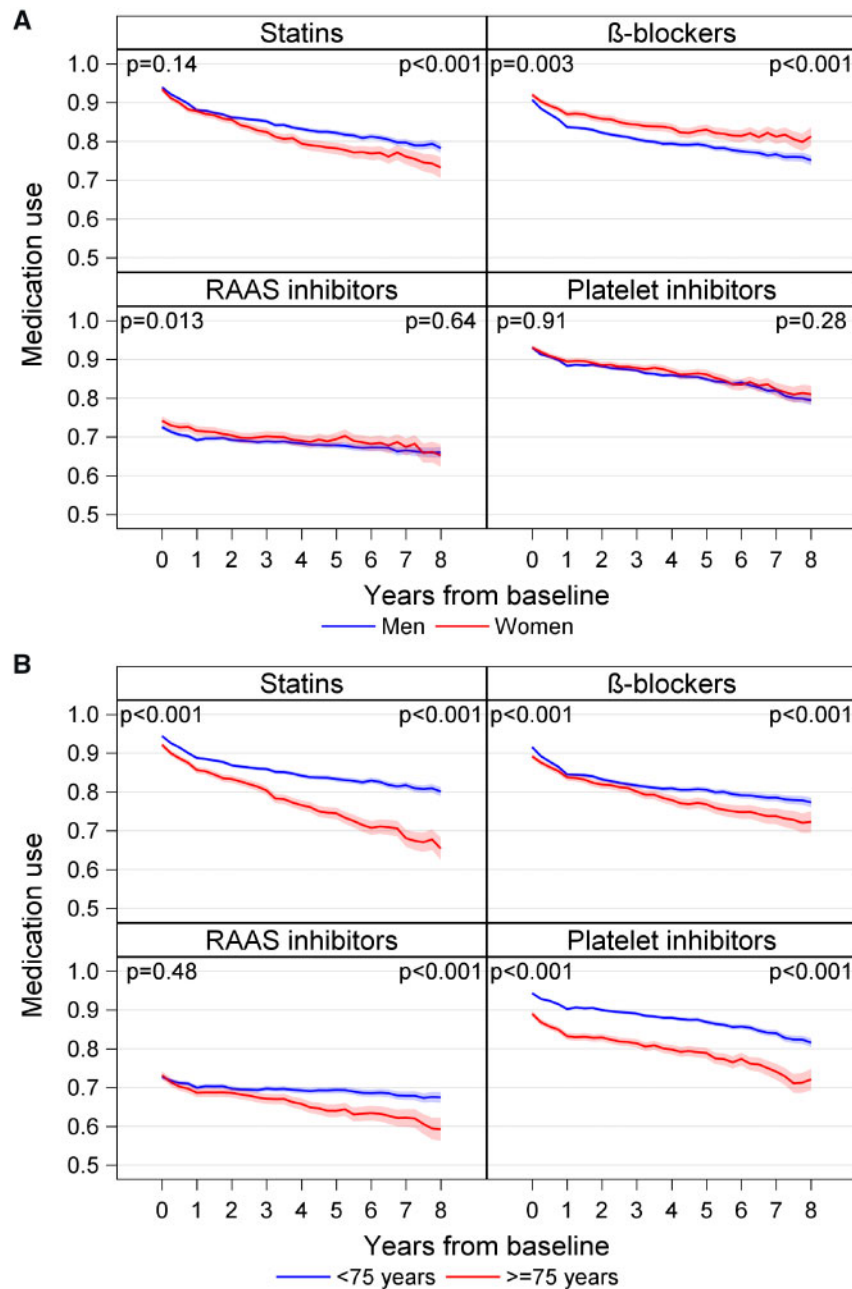 A
Statins
ß-blockers
p=0.14
p<0.001
p=0.003
p<0.001
1.0
0.9
0.8
0.7
0.6
0.5
RAAS inhibitors
Platelet inhibitors
p=0.013
p=0.64
p=0.91
p=0.28
1.0
0.9
0.8
0.7
0.6
0.5
Medication use
0 1 2 3 4 5 6 7 8
0 1 2 3 4 5 6 7 8
Years from baseline
Men
Women
B
Statins
ß-blockers
p<0.001
p<0.001
p<0.001
p<0.001
1.0
0.9
0.8
0.7
0.6
0.5
RAAS inhibitors
Platelet inhibitors
p=0.48
p<0.001
p<0.001
p<0.001
1.0
0.9
0.8
0.7
0.6
0.5
Medication use
0 1 2 3 4 5 6 7 8
0 1 2 3 4 5 6 7 8
Years from baseline
<75 years
>=75 years